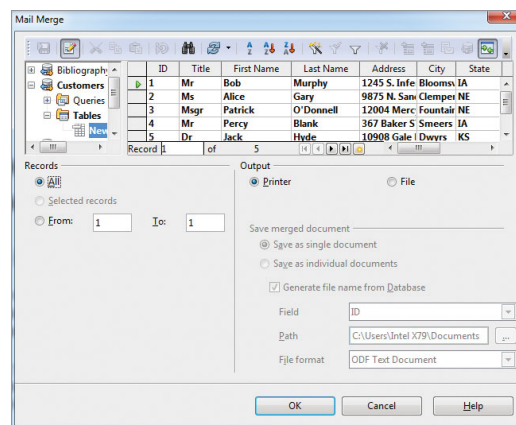 Mail Merge
ID Title First Name Last Name Address City State
Bibliography
Customers
Queries
Tables
New
1 Mr Bob Murphy 1245 S. Infe Bloomsv IA
2 Ms Alice Gary 9875 N. San Clemper NE
3 Msgr Patrick O'Donnell 12004 Merc Fountair NE
4 Mr Percy Blank 367 Baker S Smeers IA
5 Dr Jack Hyde 10908 Gale Dwyrs KS
Record 1 of 5
Records
All
Selected records
From: 1 To: 1
Output
Printer File
Save merged document
Save as single document
Save as individual documents
Generate file name from Database
Field ID
Path C:\Users\Intel X79\Documents ...
File format ODF Text Document
OK Cancel Help